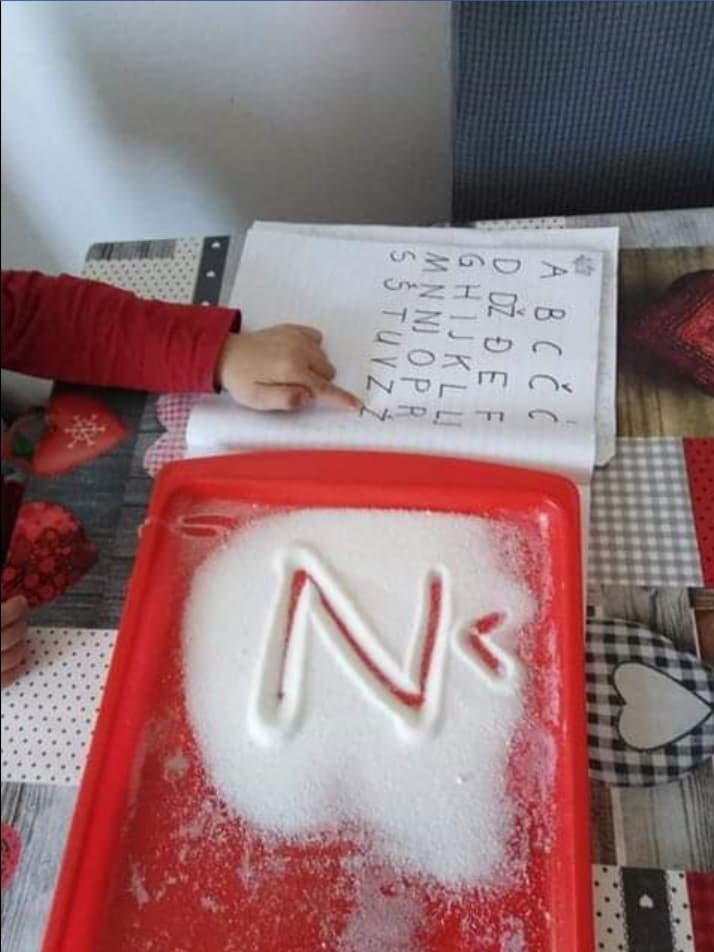 A B C Č Ć
D DŽ Đ E F
G H I J K L LJ
M N NJ O P R
S Š T U V Z Ž
Ž